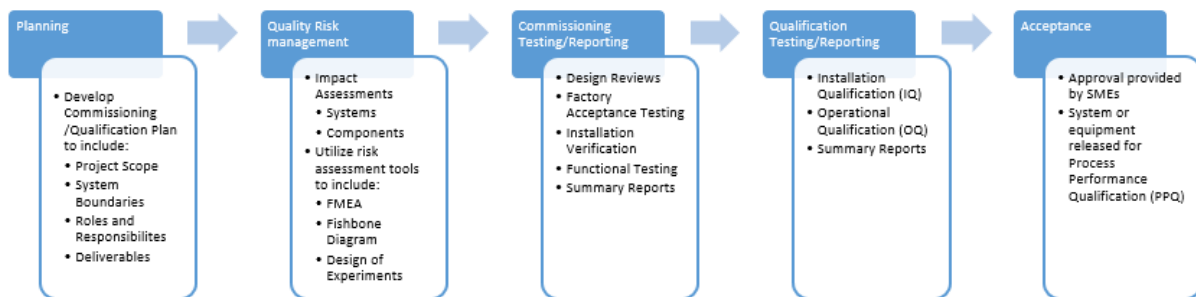 Planning
• Develop
Commissioning
/Qualification Plan
to include:
• Project Scope
• System
Boundaries
• Roles and
Responsibilites
• Deliverables
Quality Risk
management
• Impact
Assessments
• Systems
• Components
• Utilize risk
assessment tools
to include:
• FMEA
• Fishbone
Diagram
• Design of
Experiments
Commissioning
Testing/Reporting
• Design Reviews
• Factory
Acceptance Testing
• Installation
Verification
• Functional Testing
• Summary Reports
Qualification
Testing/Reporting
• Installation
Qualification (IQ)
• Operational
Qualification (OQ)
• Summary Reports
Acceptance
• Approval provided
by SMEs
• System or
equipment
released for
Process
Performance
Qualification (PPQ)